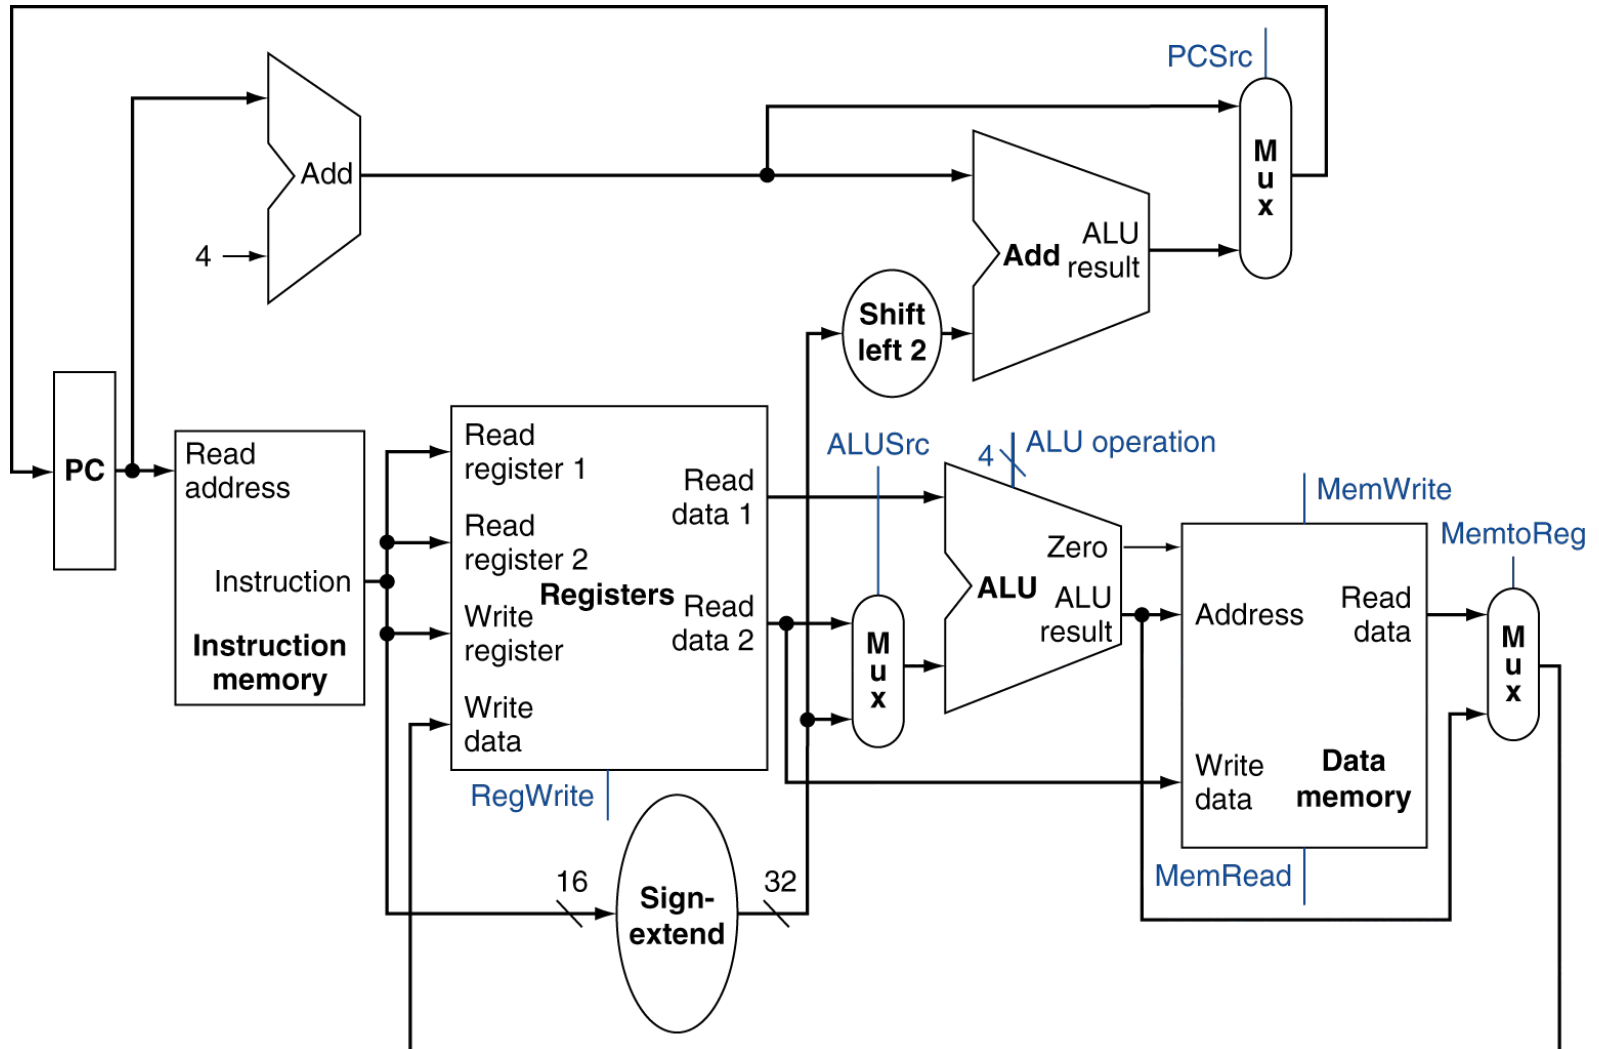 PCSrc
Add
4
M
u
x
Add
ALU
result
Shift
left 2
PC
Read
address
Instruction
Instruction
memory
Read
register 1
Read
register 2
Write
register
Write
data
Registers
Read
data 1
Read
data 2
RegWrite
16
Sign-
extend
32
ALUSrc
M
u
x
4
ALU operation
Zero
ALU
ALU
result
MemWrite
Address
Read
data
Write
data
Data
memory
MemRead
MemtoReg
M
u
x